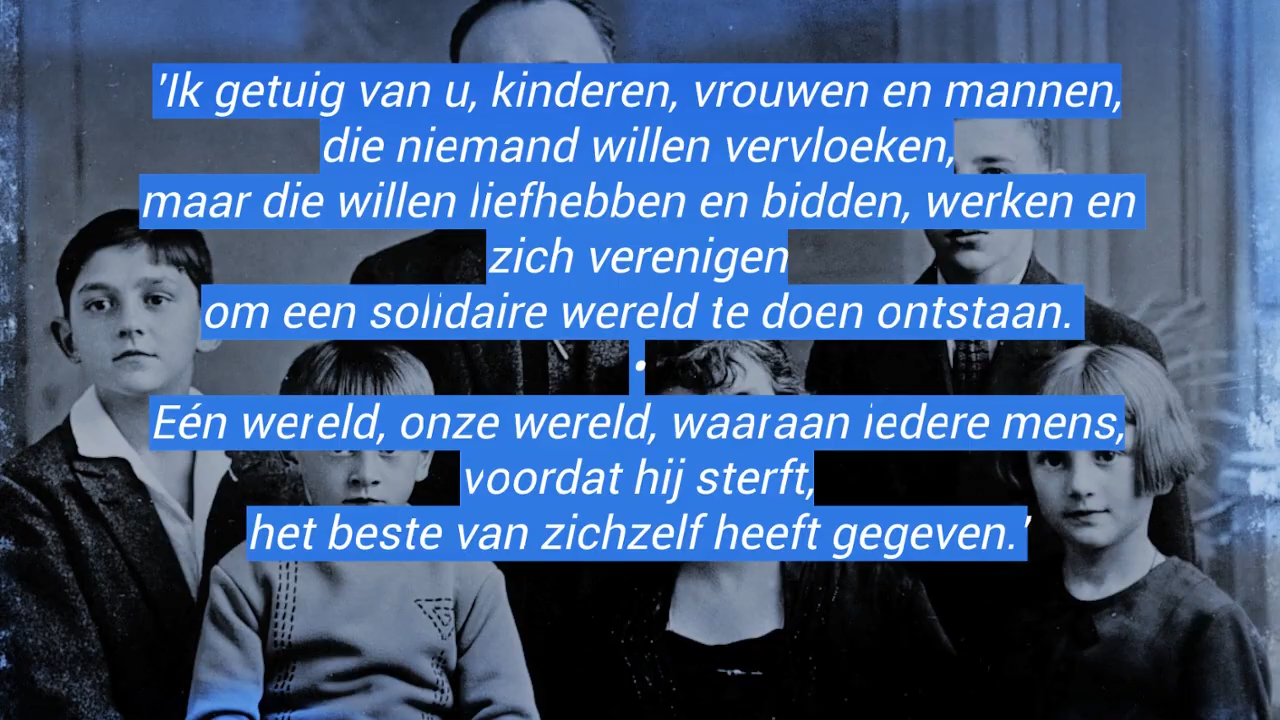 'Ik getuig van u, kinderen, vrouwen en mannen,
die niemand willen vervloeken,
maar die willen liefhebben en bidden, werken en
zich verenigen
om een solidaire wereld te doen ontstaan.
•
Eén wereld, onze wereld, waaraan iedere mens,
voordat hij sterft,
het beste van zichzelf heeft gegeven.'